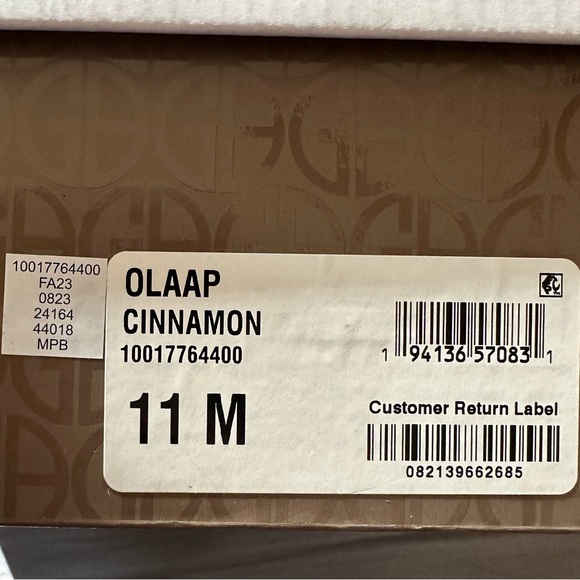 10017764400
FA23
0823
24164
44018
MPB
OLAAP
CINNAMON
10017764400
11 M
1 94136 57083 1
Customer Return Label
082139662685